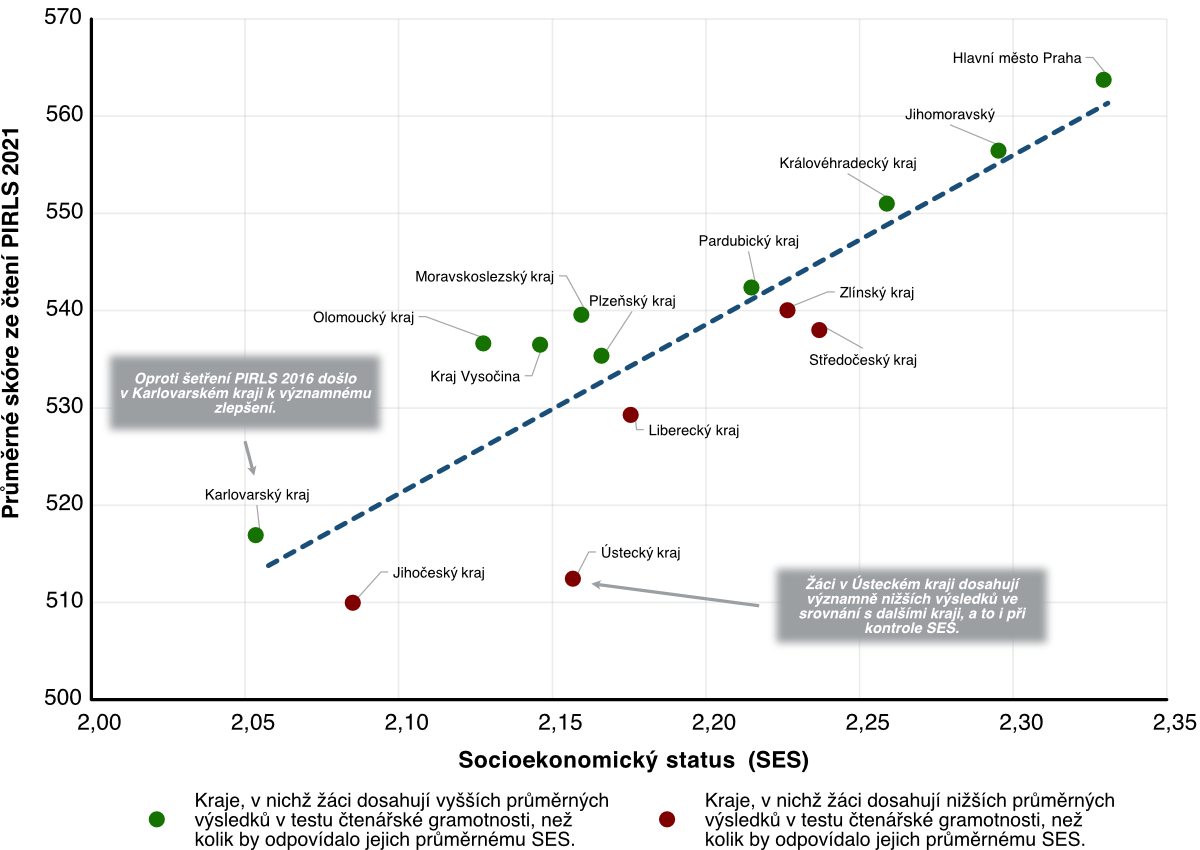 570
Hlavní město Praha
560
Jihomoravský
Královéhradecký kraj
550
Pardubický kraj
Moravskoslezský kraj
Zlínský kraj
Plzeňský kraj
540
Olomoucký kraj
Středočeský kraj
Kraj Vysočina
Oproti šetření PIRLS 2016 došlo
v Karlovarském kraji k významnému
zlepšení.
530
Liberecký kraj
Karlovarský kraj
520
Ústecký kraj
Jihočeský kraj
Žáci v Ústeckém kraji dosahují
významně nižších výsledků ve
srovnání s dalšími kraji, a to i při
kontrole SES.
510
500
Průměrné skóre ze čtení PIRLS 2021
2,00 2,05 2,10 2,15 2,20 2,25 2,30 2,35
Socioekonomický status (SES)
Kraje, v nichž žáci dosahují vyšších průměrných
výsledků v testu čtenářské gramotnosti, než
kolik by odpovídalo jejich průměrnému SES.
Kraje, v nichž žáci dosahují nižších průměrných
výsledků v testu čtenářské gramotnosti, než
kolik by odpovídalo jejich průměrnému SES.